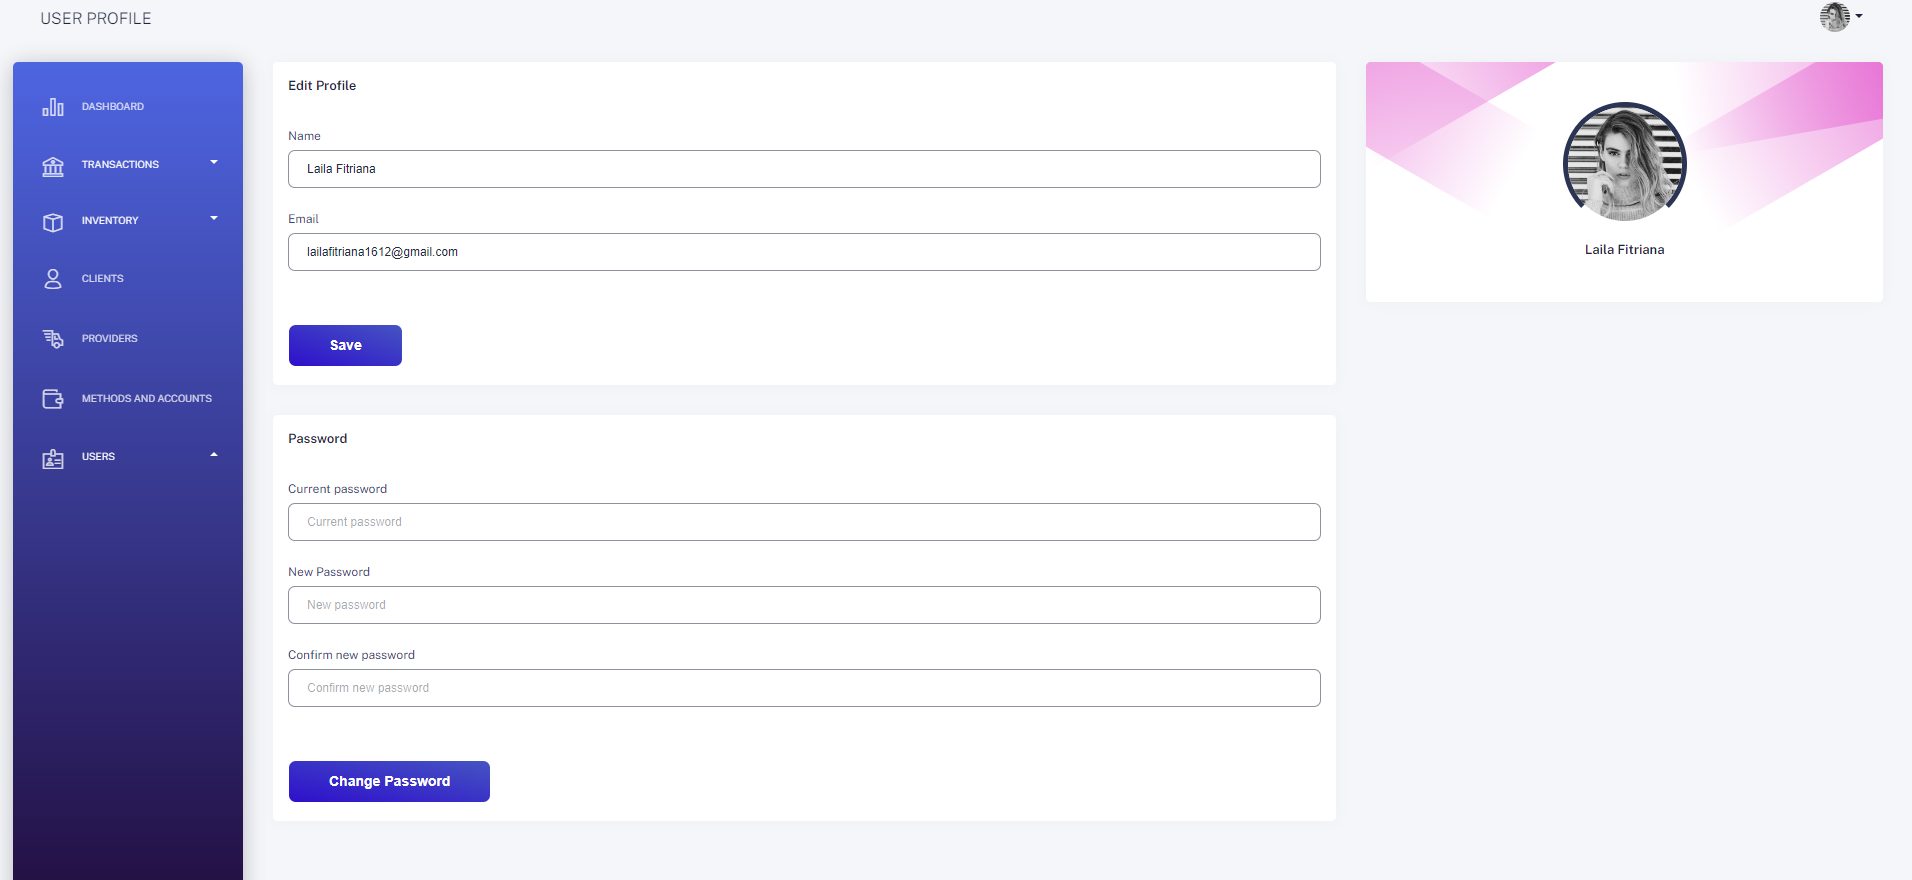 USER PROFILE
DASHBOARD
TRANSACTIONS
INVENTORY
CLIENTS
PROVIDERS
METHODS AND ACCOUNTS
USERS
Edit Profile
Name
Laila Fitriana
Email
lailafitriana1612@gmail.com
Save
Password
Current password
Current password
New Password
New password
Confirm new password
Confirm new password
Change Password
Laila Fitriana